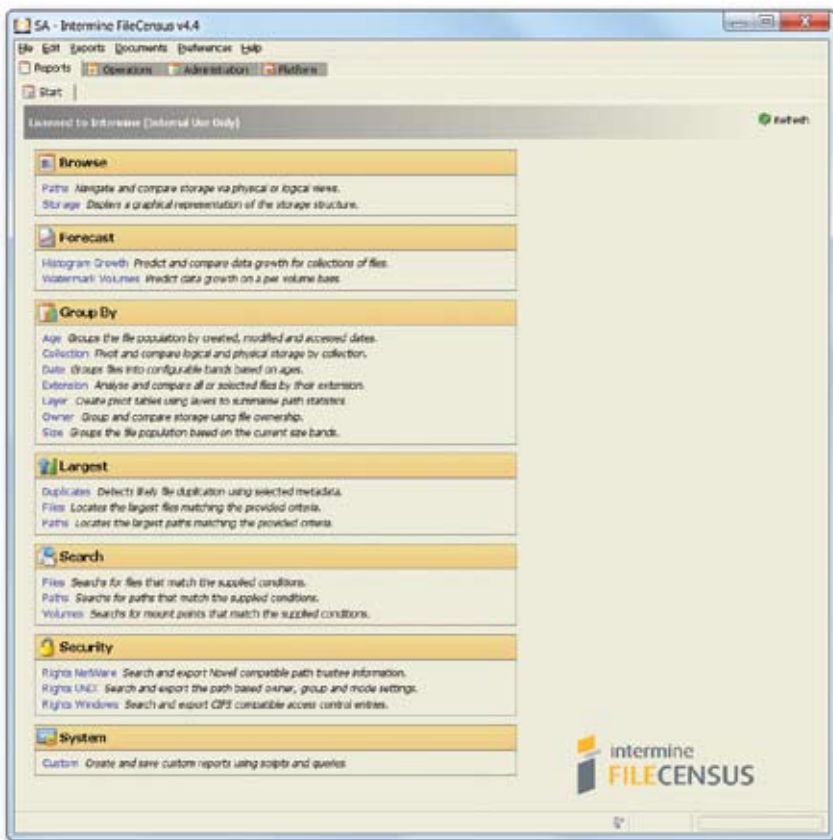 SA - Intermine FileCensus v4.4
File Edit Reports Documents Preferences Help
Reports Operations Administration Platform
Start
Licensed to Intermine (Internal Use Only)
Refresh
Browse
Paths Navigate and compare storage via physical or logical views.
Storage Displays a graphical representation of the storage structure.
Forecast
Histogram Growth Predict and compare data growth for collections of files.
Watermark Volumes Predict data growth on a per volume basis
Group By
Age Groups the file population by created, modified and accessed dates.
Collection Pivot and compare logical and physical storage by collection.
Date Groups files into configurable bands based on ages.
Extension Analyse and compare all or selected files by their extension.
Layer Create pivot tables using layers to summarise path statistics
Owner Group and compare storage using file ownership.
Size Groups the file population based on the current size bands.
Largest
Duplicates Detects likely file duplication using selected metadata.
Files Locates the largest files matching the provided criteria.
Paths Locates the largest paths matching the provided criteria.
Search
Files Searchs for files that match the supplied conditions.
Paths Searchs for paths that match the supplied conditions.
Volumes Searchs for mount points that match the supplied conditions.
Security
Rights NetWare Search and export Novell compatible path trustee information.
Rights UNIX Search and export the path based owner, group and mode settings.
Rights Windows Search and export CIFS compatible access control entries.
System
Custom Create and save custom reports using scripts and queries
intermine
FILECENSUS